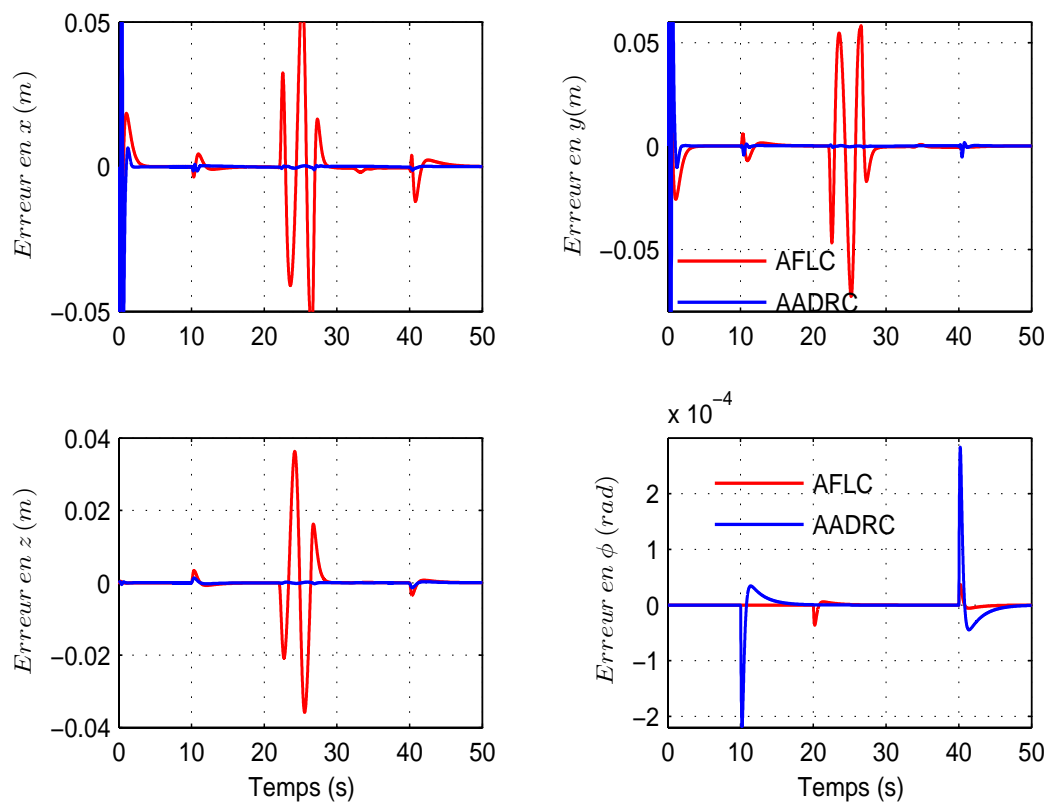 0.05
0
−0.05
Erreur en x (m)
0 10 20 30 40 50
0.05
0
−0.05
Erreur en y(m)
AFLC
AADRC
0 10 20 30 40 50
0.04
0.02
0
−0.02
−0.04
Erreur en z (m)
0 10 20 30 40 50
Temps (s)
x 10⁻⁴
2
1
0
−1
−2
Erreur en ϕ (rad)
AFLC
AADRC
0 10 20 30 40 50
Temps (s)